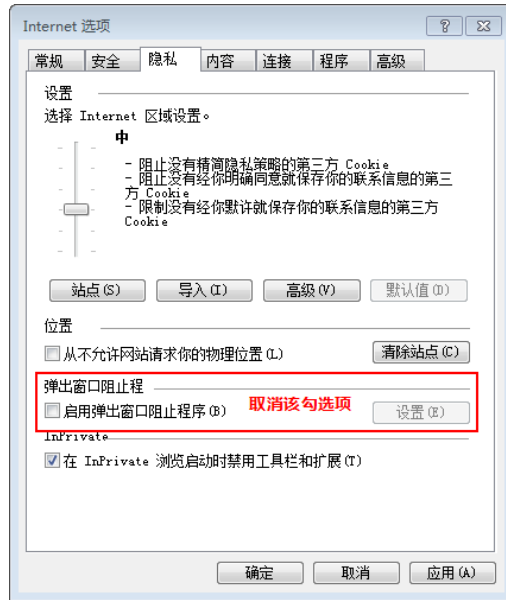 Internet 选项
常规 安全 隐私 内容 连接 程序 高级
设置
选择 Internet 区域设置。
中
- 阻止没有精简隐私策略的第三方 Cookie
- 阻止没有经你明确同意就保存你的联系信息的第三
方 Cookie
- 限制没有经你默许就保存你的联系信息的第三方
Cookie
站点(S) 导入(I) 高级(V) 默认值(D)
位置
从不允许网站请求你的物理位置(L) 清除站点(C)
弹出窗口阻止程
启用弹出窗口阻止程序(B) 取消该勾选项 设置(E)
InPrivate
在 InPrivate 浏览启动时禁用工具栏和扩展(T)
确定 取消 应用(A)